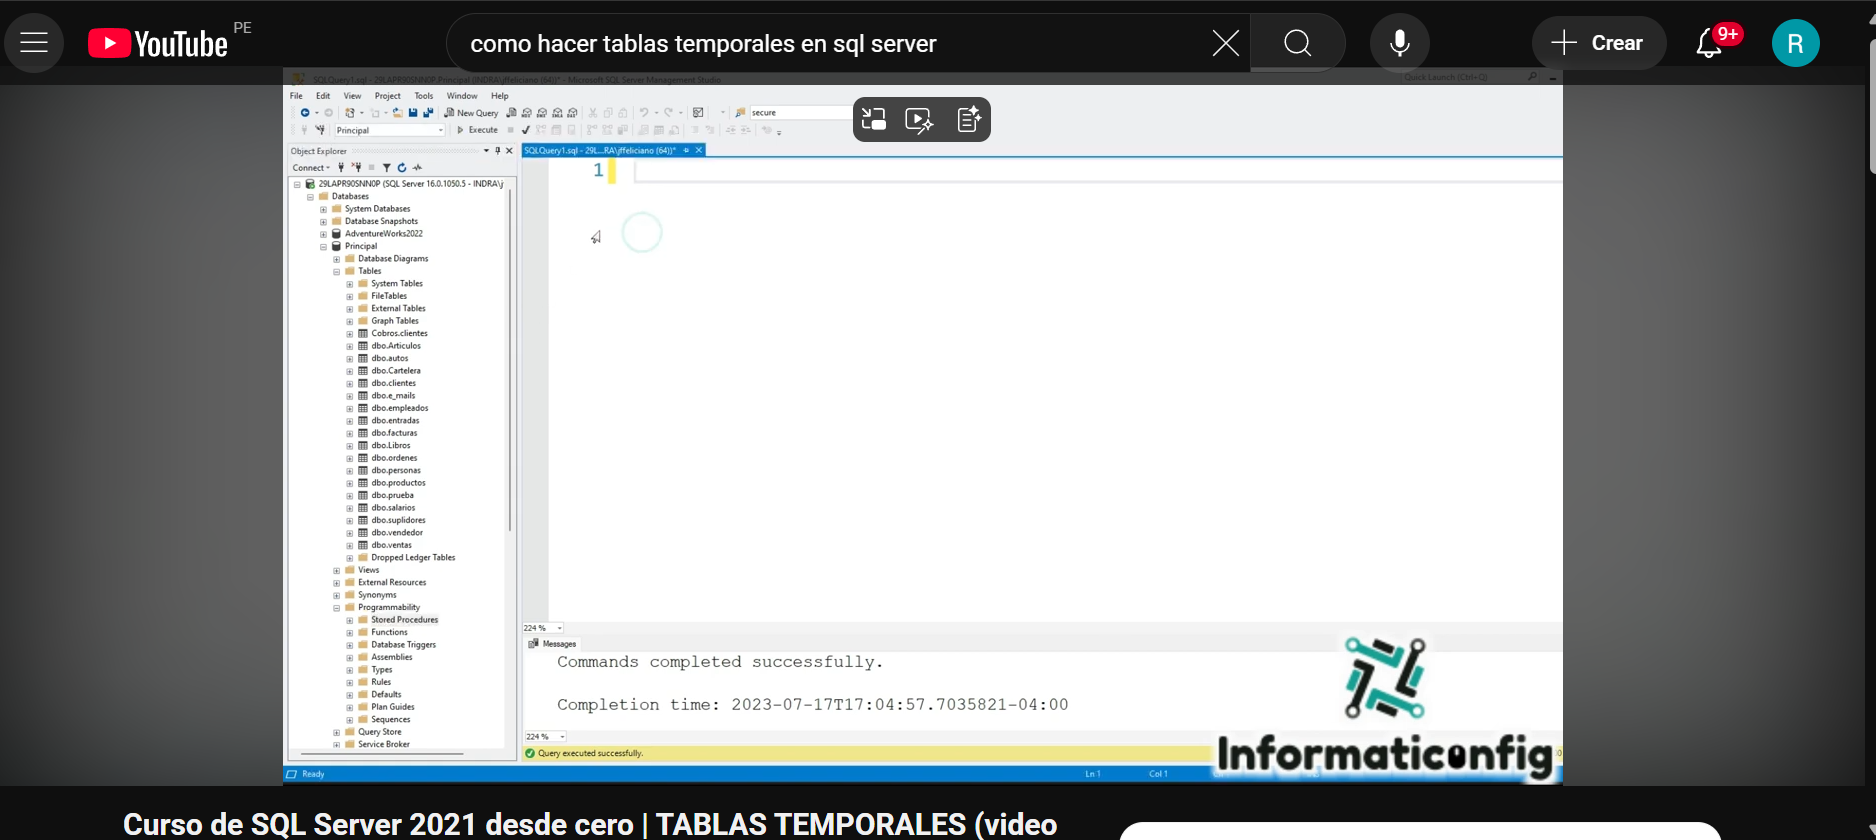 YouTube PE
como hacer tablas temporales en sql server
Crear
9+
R
SQLQuery1.sql - 29LAPR90SNN0P.Principal (INDRA\jffeliciano (64))* - Microsoft SQL Server Management Studio
Quick Launch (Ctrl+Q)
File Edit View Project Tools Window Help
New Query
secure
Principal
Execute
Object Explorer
SQLQuery1.sql - 29L...RA\jffeliciano (64))*
Connect
1
29LAPR90SNN0P (SQL Server 16.0.1050.5 - INDRA\j
Databases
System Databases
Database Snapshots
AdventureWorks2022
Principal
Database Diagrams
Tables
System Tables
FileTables
External Tables
Graph Tables
Cobros.clientes
dbo.Articulos
dbo.autos
dbo.Cartelera
dbo.clientes
dbo.e_mails
dbo.empleados
dbo.entradas
dbo.facturas
dbo.Libros
dbo.ordenes
dbo.personas
dbo.productos
dbo.prueba
dbo.salarios
dbo.suplidores
dbo.vendedor
dbo.ventas
Dropped Ledger Tables
Views
External Resources
Synonyms
Programmability
Stored Procedures
Functions
Database Triggers
Assemblies
Types
Rules
Defaults
Plan Guides
Sequences
Query Store
Service Broker
224 %
Messages
Commands completed successfully.
Completion time: 2023-07-17T17:04:57.7035821-04:00
224 %
Query executed successfully.
Informaticonfig
Ready
Ln 1
Col 1
Curso de SQL Server 2021 desde cero | TABLAS TEMPORALES (video